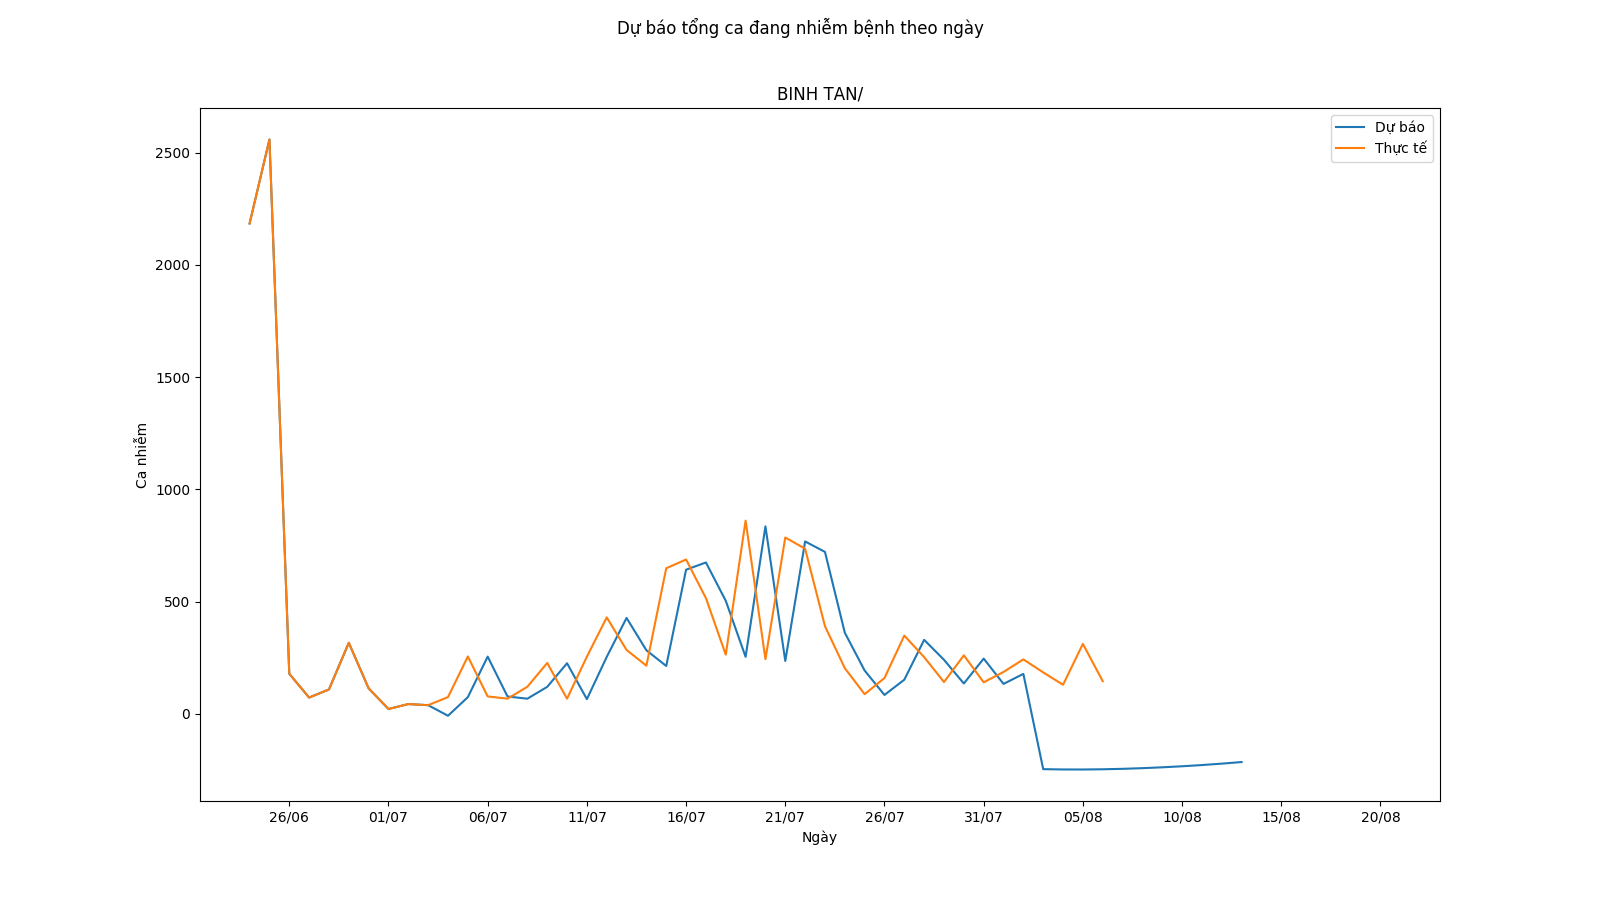 Dự báo tổng ca đang nhiễm bệnh theo ngày
BINH TAN/
Dự báo
Thực tế
2500
2000
1500
1000
500
0
Ca nhiễm
26/06 01/07 06/07 11/07 16/07 21/07 26/07 31/07 05/08 10/08 15/08 20/08
Ngày